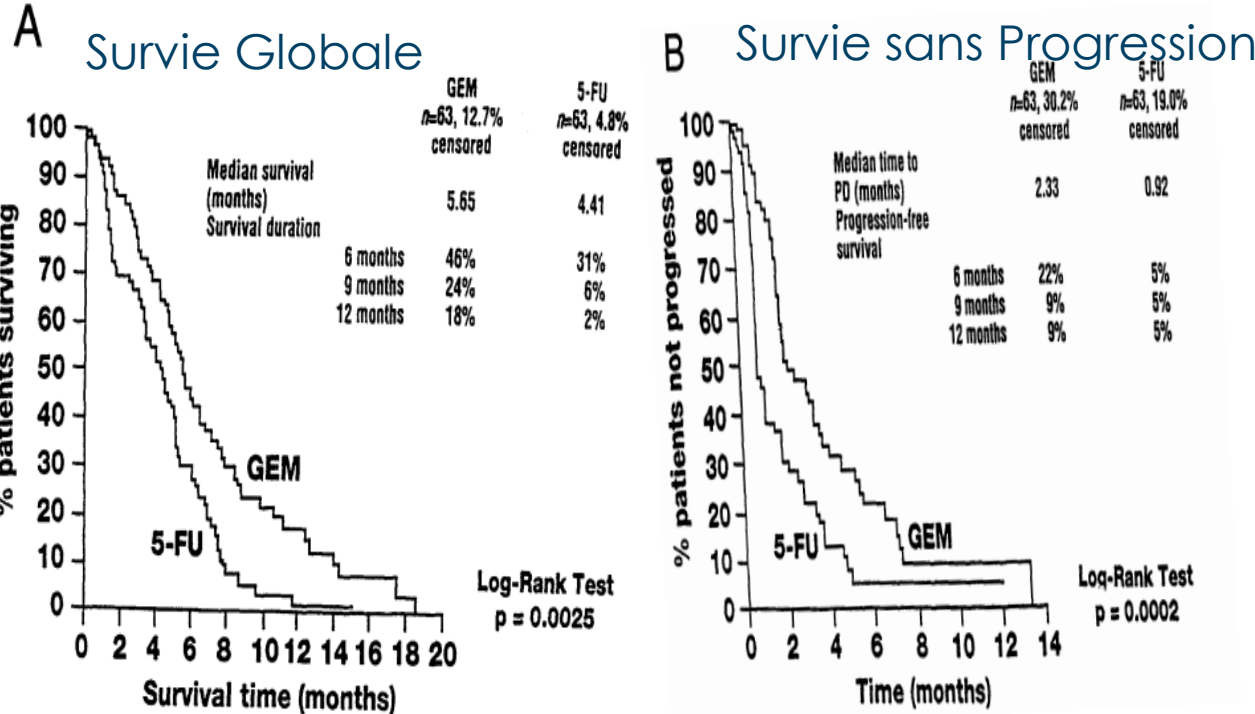 A
Survie Globale
GEM
n=63, 12.7%
censored
5-FU
n=63, 4.8%
censored
Median survival
(months)
5.65
4.41
Survival duration
6 months
46%
31%
9 months
24%
6%
12 months
18%
2%
% patients surviving
100
90
80
70
60
50
40
30
20
10
0
GEM
5-FU
Log-Rank Test
p = 0.0025
0 2 4 6 8 10 12 14 16 18 20
Survival time (months)
B
Survie sans Progression
GEM
n=63, 30.2%
censored
5-FU
n=63, 19.0%
censored
Median time to
PD (months)
2.33
0.92
Progression-free
survival
6 months
22%
5%
9 months
9%
5%
12 months
9%
5%
% patients not progressed
100
90
80
70
60
50
40
30
20
10
0
5-FU
GEM
Log-Rank Test
p = 0.0002
0 2 4 6 8 10 12 14
Time (months)